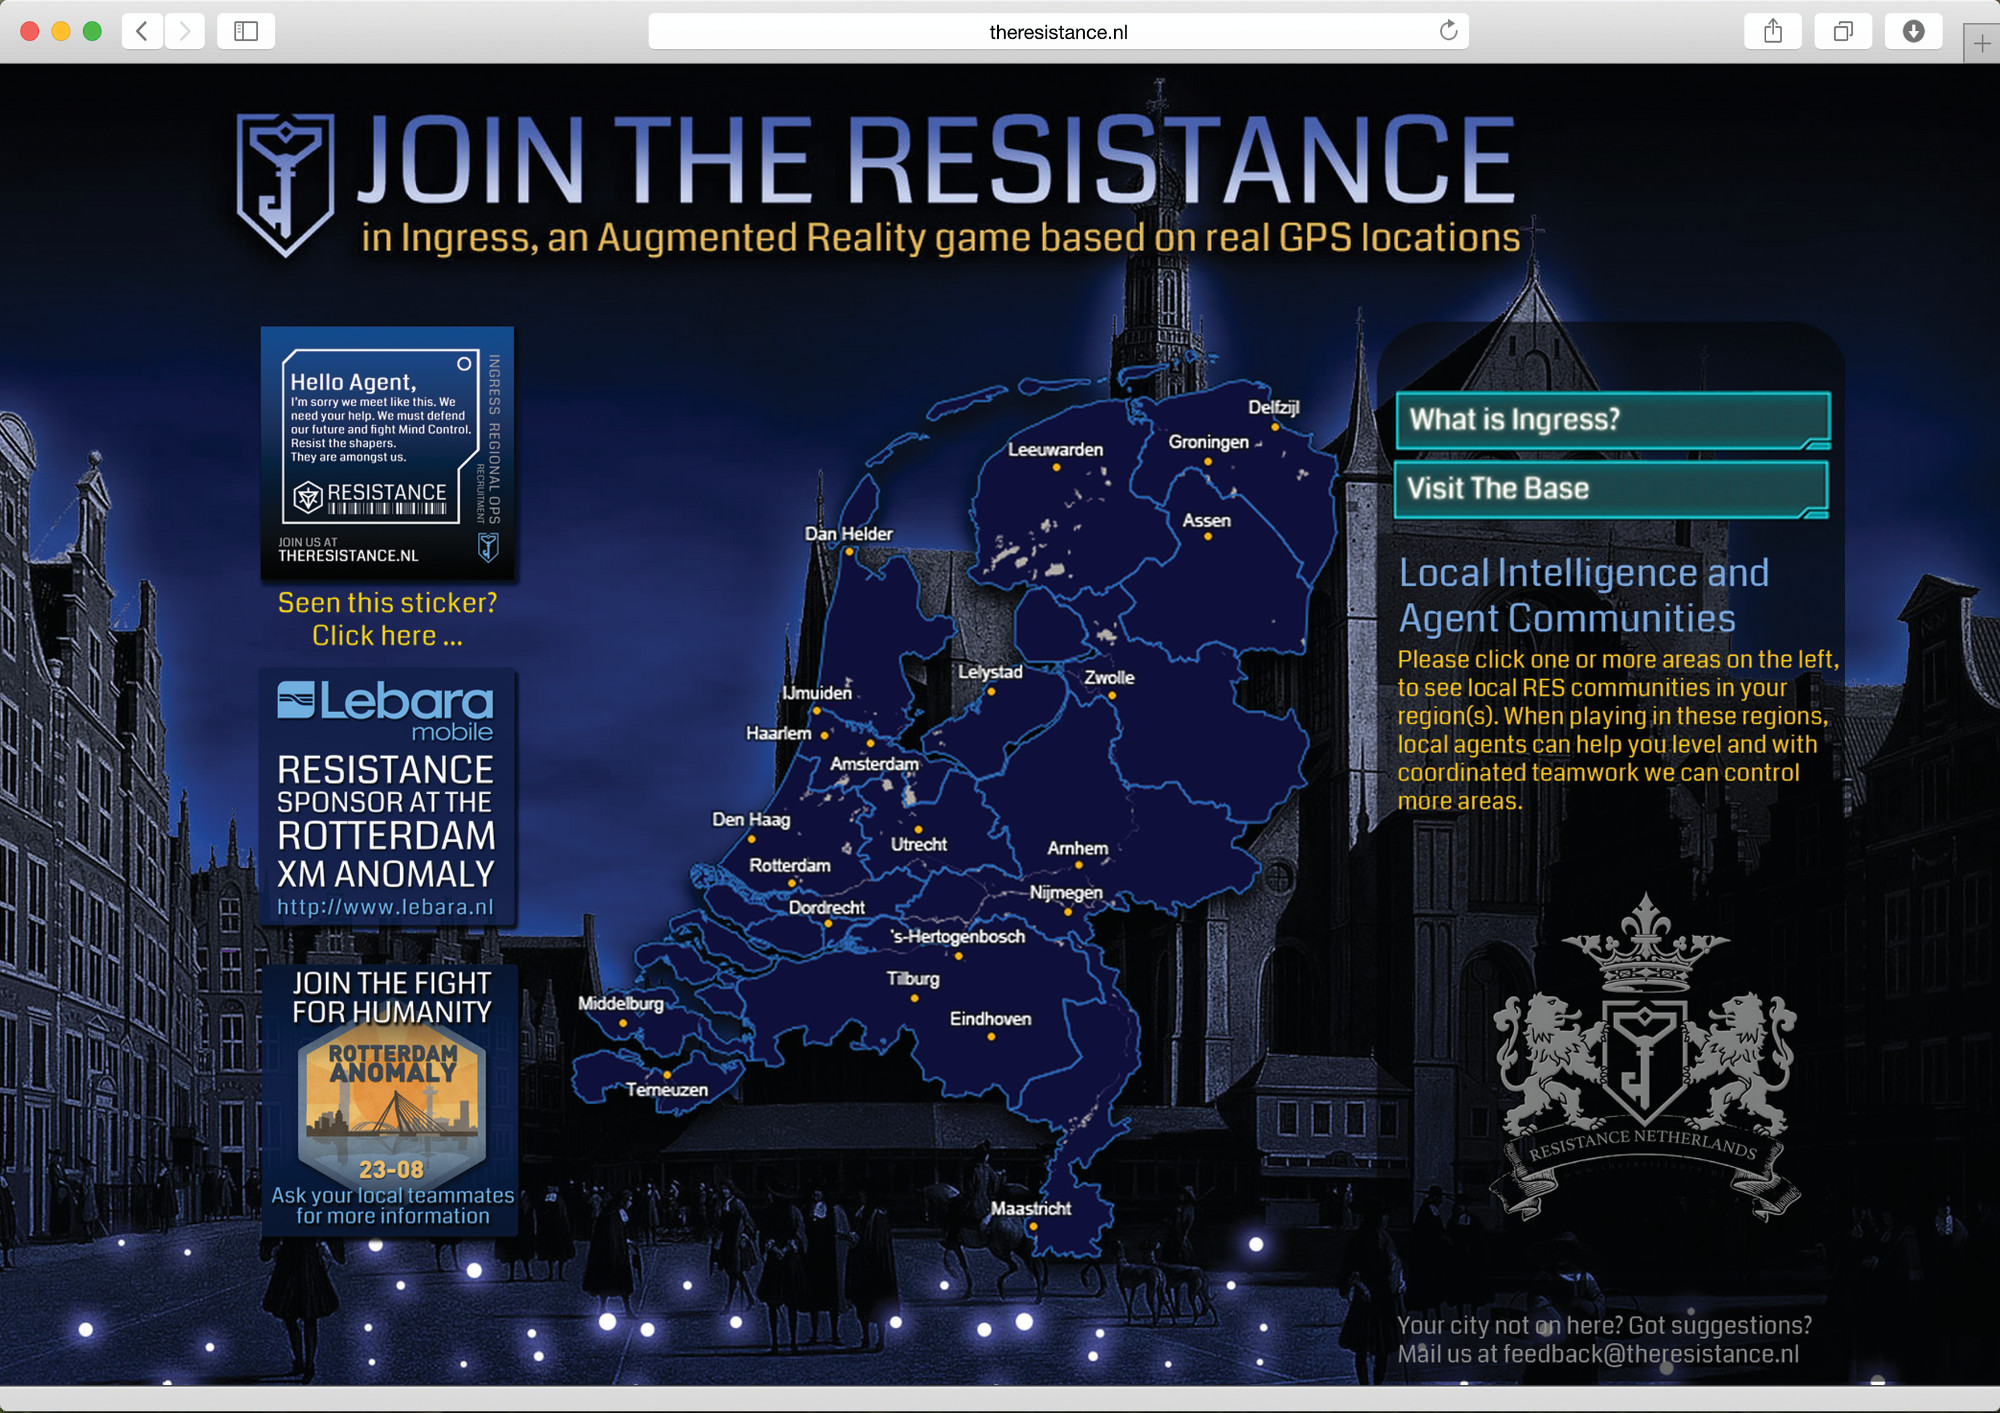 theresistance.nl
JOIN THE RESISTANCE
in Ingress, an Augmented Reality game based on real GPS locations
Hello Agent,
I'm sorry we meet like this. We
need your help. We must defend
our future and fight Mind Control.
Resist the shapers.
They are amongst us.
RESISTANCE
INGRESS REGIONAL OPS
RECRUITMENT
JOIN US AT
THERESISTANCE.NL
Seen this sticker?
Click here ...
Lebara
mobile
RESISTANCE
SPONSOR AT THE
ROTTERDAM
XM ANOMALY
http://www.lebara.nl
JOIN THE FIGHT
FOR HUMANITY
ROTTERDAM
ANOMALY
23-08
Ask your local teammates
for more information
Delfzijl
Groningen
Leeuwarden
Assen
Dan Helder
Lelystad
Zwolle
IJmuiden
Haarlem
Amsterdam
Den Haag
Utrecht
Arnhem
Rotterdam
Nijmegen
Dordrecht
's-Hertogenbosch
Tilburg
Middelburg
Eindhoven
Terneuzen
Maastricht
What is Ingress?
Visit The Base
Local Intelligence and
Agent Communities
Please click one or more areas on the left,
to see local RES communities in your
region(s). When playing in these regions,
local agents can help you level and with
coordinated teamwork we can control
more areas.
RESISTANCE NETHERLANDS
Your city not on here? Got suggestions?
Mail us at feedback@theresistance.nl